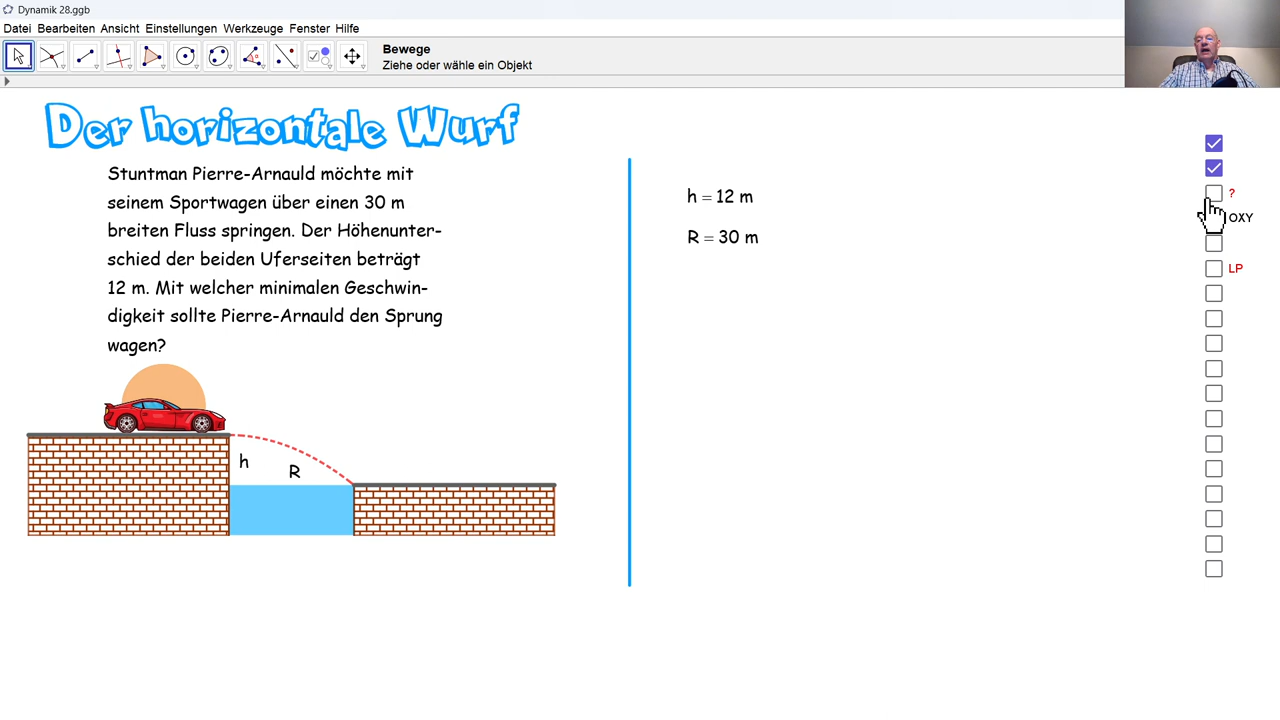 Dynamik 28.ggb
Datei Bearbeiten Ansicht Einstellungen Werkzeuge Fenster Hilfe
Bewege
Ziehe oder wähle ein Objekt
Der horizontale Wurf
Stuntman Pierre-Arnauld möchte mit
seinem Sportwagen über einen 30 m
breiten Fluss springen. Der Höhenunter-
schied der beiden Uferseiten beträgt
12 m. Mit welcher minimalen Geschwin-
digkeit sollte Pierre-Arnauld den Sprung
wagen?
h
R
h = 12 m
R = 30 m
?
OXY
LP